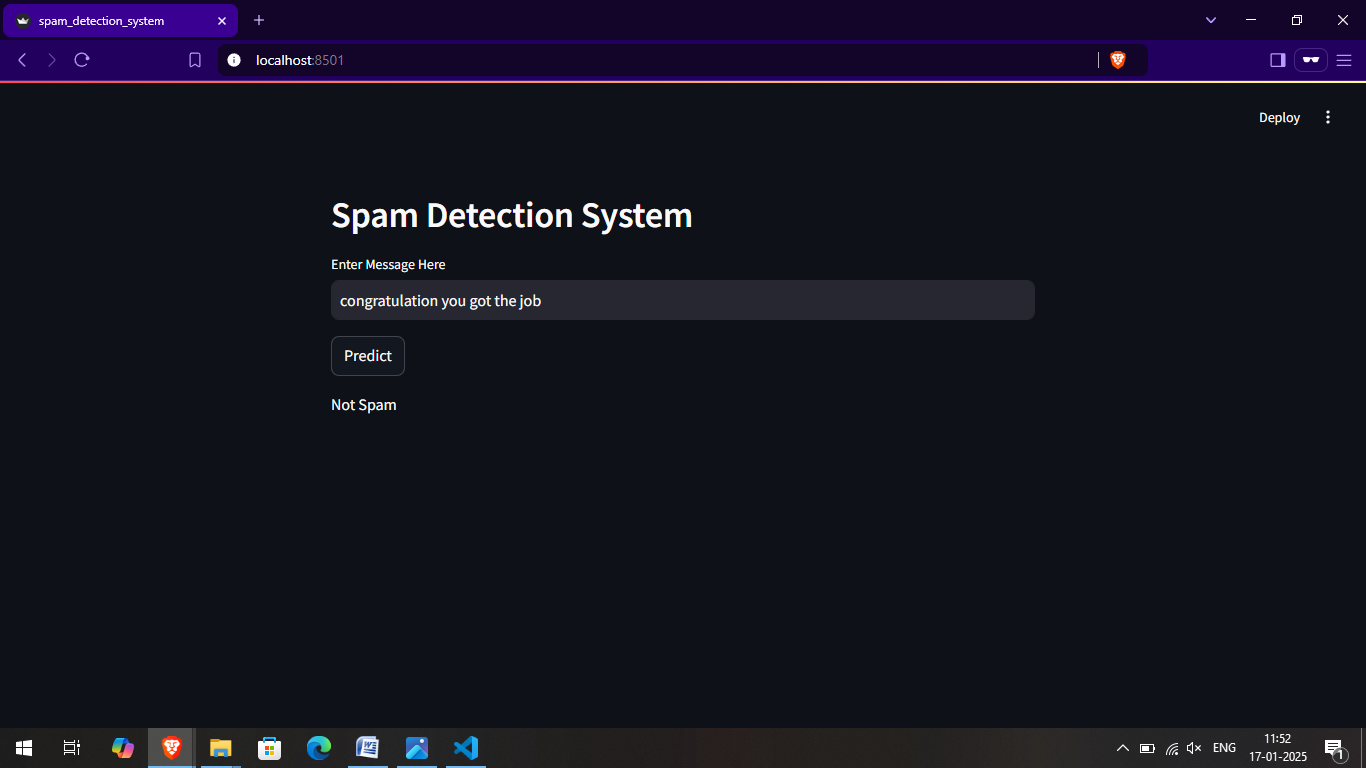 spam_detection_system
localhost:8501
Deploy
Spam Detection System
Enter Message Here
congratulation you got the job
Predict
Not Spam
W
ENG
11:52
17-01-2025
1